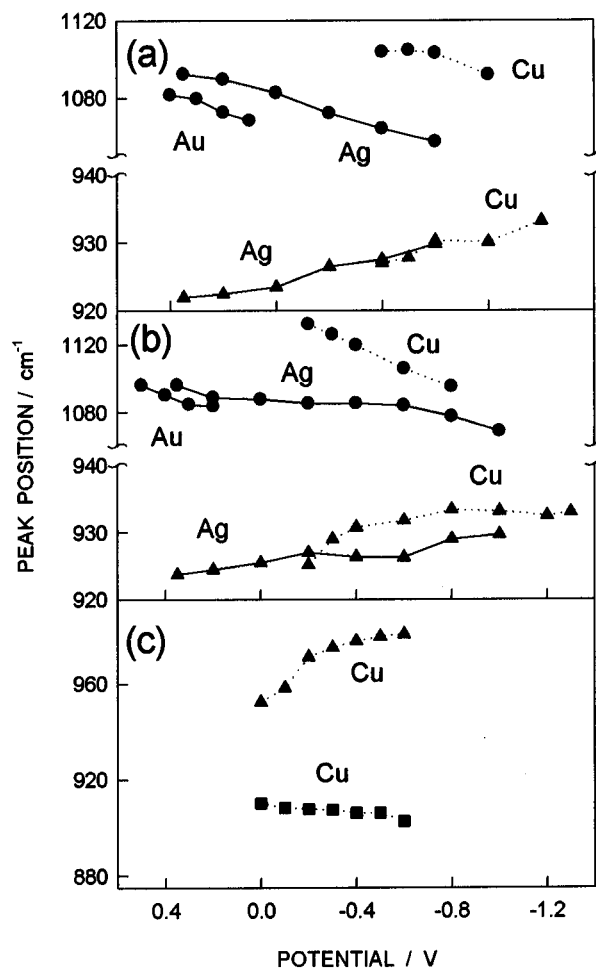 1120
(a)
Cu
1080
Au
Ag
940
Cu
930
Ag
920
(b)
1120
Cu
Ag
1080
Au
940
Cu
930
Ag
920
(c)
960
Cu
920
Cu
880
0.4 0.0 -0.4 -0.8 -1.2
POTENTIAL / V
PEAK POSITION / cm-1